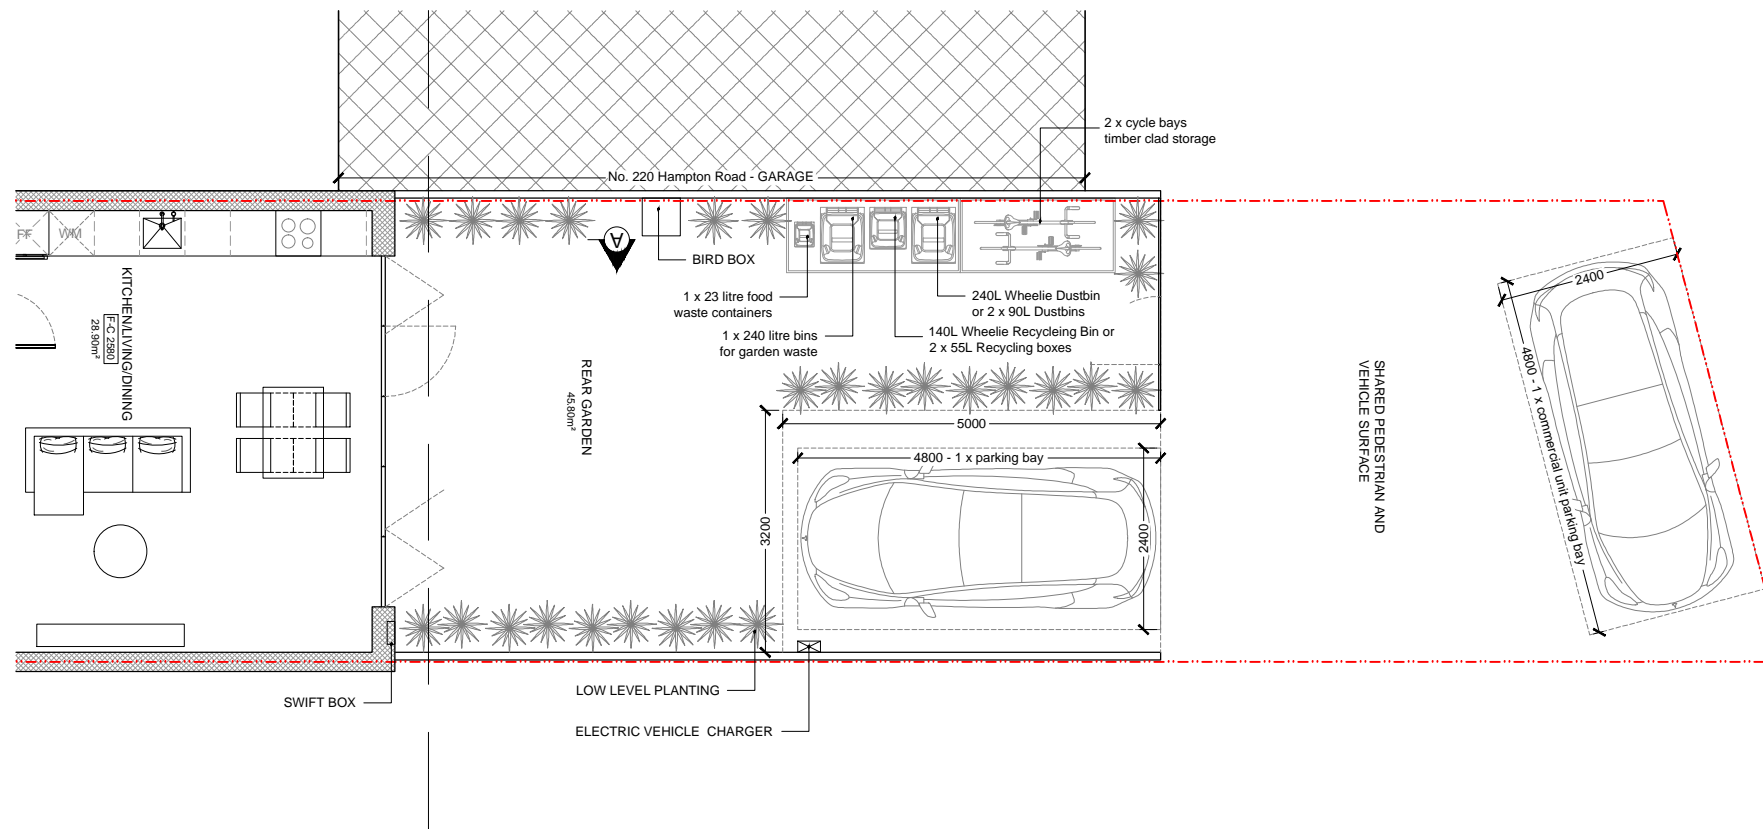 2 x cycle bays
timber clad storage
No. 220 Hampton Road - GARAGE
FF
WM
A
BIRD BOX
KITCHEN/LIVING/DINING
F-C 2580
28.90m²
1 x 23 litre food
waste containers
1 x 240 litre bins
for garden waste
240L Wheelie Dustbin
or 2 x 90L Dustbins
140L Wheelie Recycleing Bin or
2 x 55L Recycling boxes
REAR GARDEN
45.80m²
5000
4800 - 1 x parking bay
3200
2400
SHARED PEDESTRIAN AND
VEHICLE SURFACE
2400
4800 - 1 x commercial unit parking bay
SWIFT BOX
LOW LEVEL PLANTING
ELECTRIC VEHICLE CHARGER